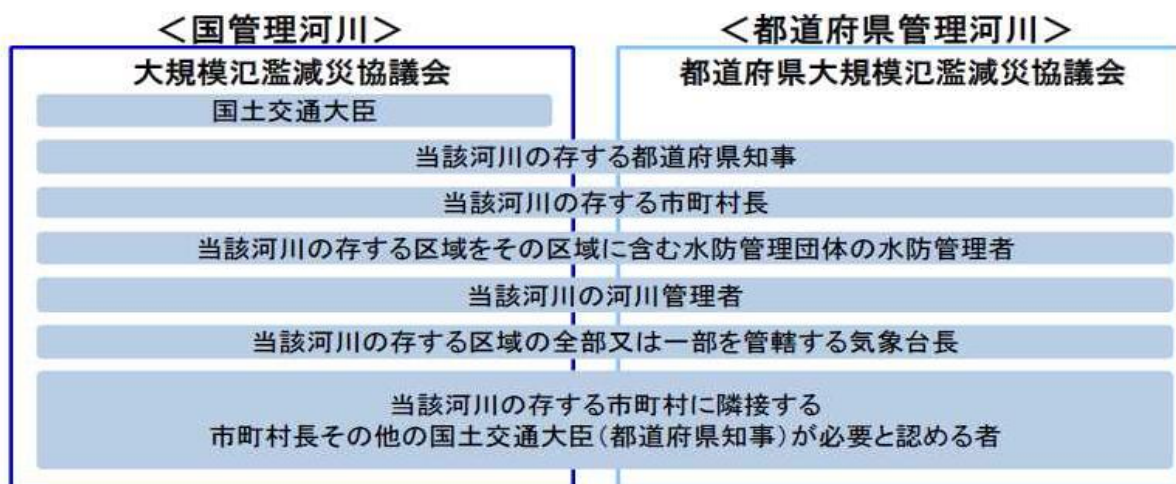 ＜国管理河川＞
＜都道府県管理河川＞
大規模氾濫減災協議会
都道府県大規模氾濫減災協議会
国土交通大臣
当該河川の存する都道府県知事
当該河川の存する市町村長
当該河川の存する区域をその区域に含む水防管理団体の水防管理者
当該河川の河川管理者
当該河川の存する区域の全部又は一部を管轄する気象台長
当該河川の存する市町村に隣接する
市町村長その他の国土交通大臣（都道府県知事）が必要と認める者